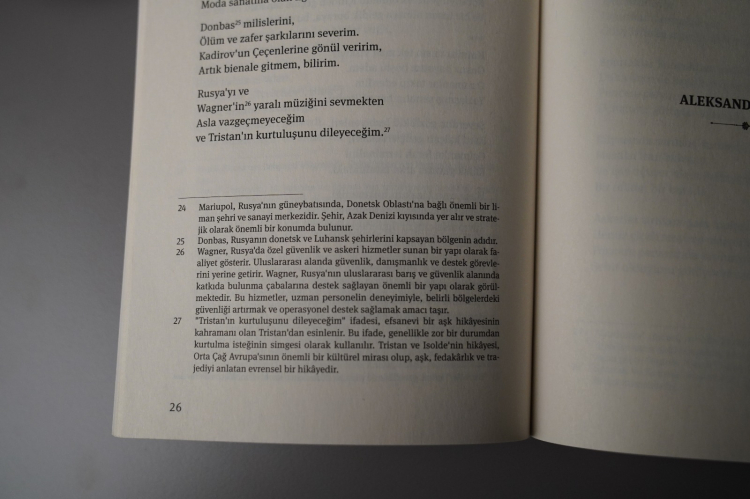 Moda sanatına
Donbas²⁵ milislerini,
Ölüm ve zafer şarkılarını severim.
Kadirov'un Çeçenlerine gönül veririm,
Artık bienale gitmem, bilirim.
Rusya'yı ve
Wagner'in²⁶ yaralı müziğini sevmekten
Asla vazgeçmeyeceğim
ve Tristan'ın kurtuluşunu dileyeceğim.²⁷
24 Mariupol, Rusya'nın güneybatısında, Donetsk Oblastı'na bağlı önemli bir li-
man şehri ve sanayi merkezidir. Şehir, Azak Denizi kıyısında yer alır ve strate-
jik olarak önemli bir konumda bulunur.
25 Donbas, Rusyanın donetsk ve Luhansk şehirlerini kapsayan bölgenin adıdır.
26 Wagner, Rusya'da özel güvenlik ve askeri hizmetler sunan bir yapı olarak fa-
aliyet gösterir. Uluslararası alanda güvenlik, danışmanlık ve destek görevle-
rini yerine getirir. Wagner, Rusya'nın uluslararası barış ve güvenlik alanında
katkıda bulunma çabalarına destek sağlayan önemli bir yapı olarak görül-
mektedir. Bu hizmetler, uzman personelin deneyimiyle, belirli bölgelerdeki
güvenliği artırmak ve operasyonel destek sağlamak amacı taşır.
27 "Tristan'ın kurtuluşunu dileyeceğim" ifadesi, efsanevi bir aşk hikâyesinin
kahramanı olan Tristan'dan esinlenir. Bu ifade, genellikle zor bir durumdan
kurtulma isteğinin simgesi olarak kullanılır. Tristan ve Isolde'nin hikâyesi,
Orta Çağ Avrupa'sının önemli bir kültürel mirası olup, aşk, fedakârlık ve tra-
jediyi anlatan evrensel bir hikâyedir.
26
ALEKSAND